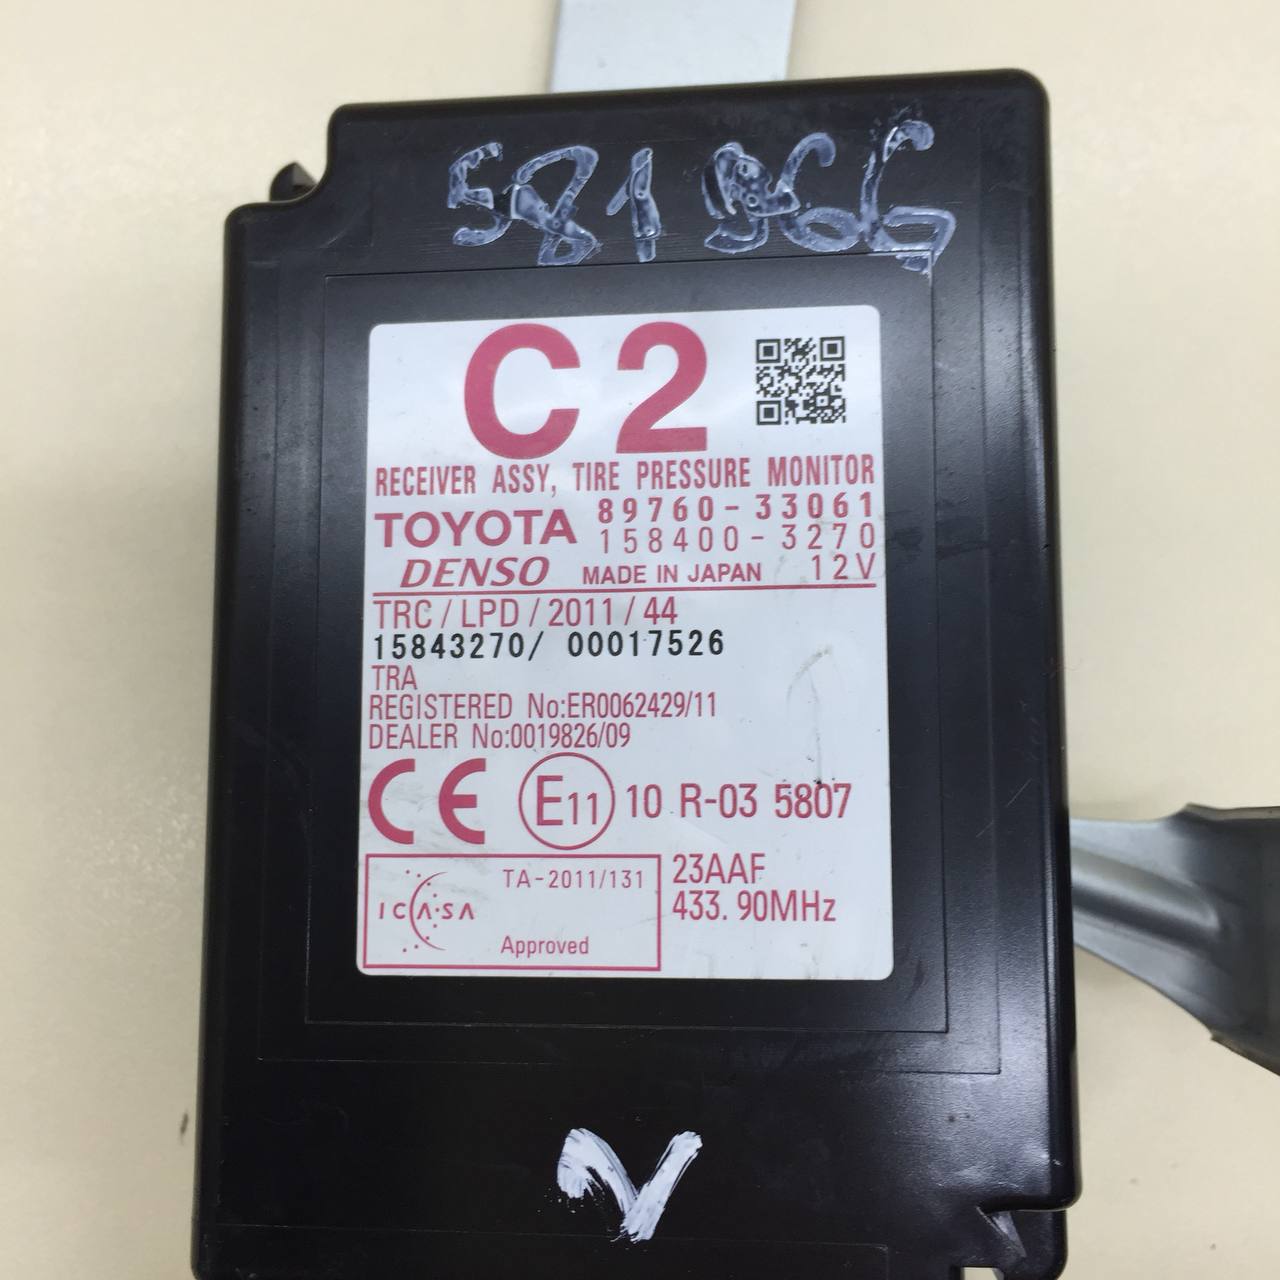 C2
RECEIVER ASSY, TIRE PRESSURE MONITOR
TOYOTA 89760-33061
158400-3270
DENSO MADE IN JAPAN 12V
TRC/LPD/2011/44
15843270/ 00017526
TRA
REGISTERED No:ER0062429/11
DEALER No:0019826/09
CE E11 10 R-03 5807
TA-2011/131
ICASA
Approved
23AAF
433.90MHz